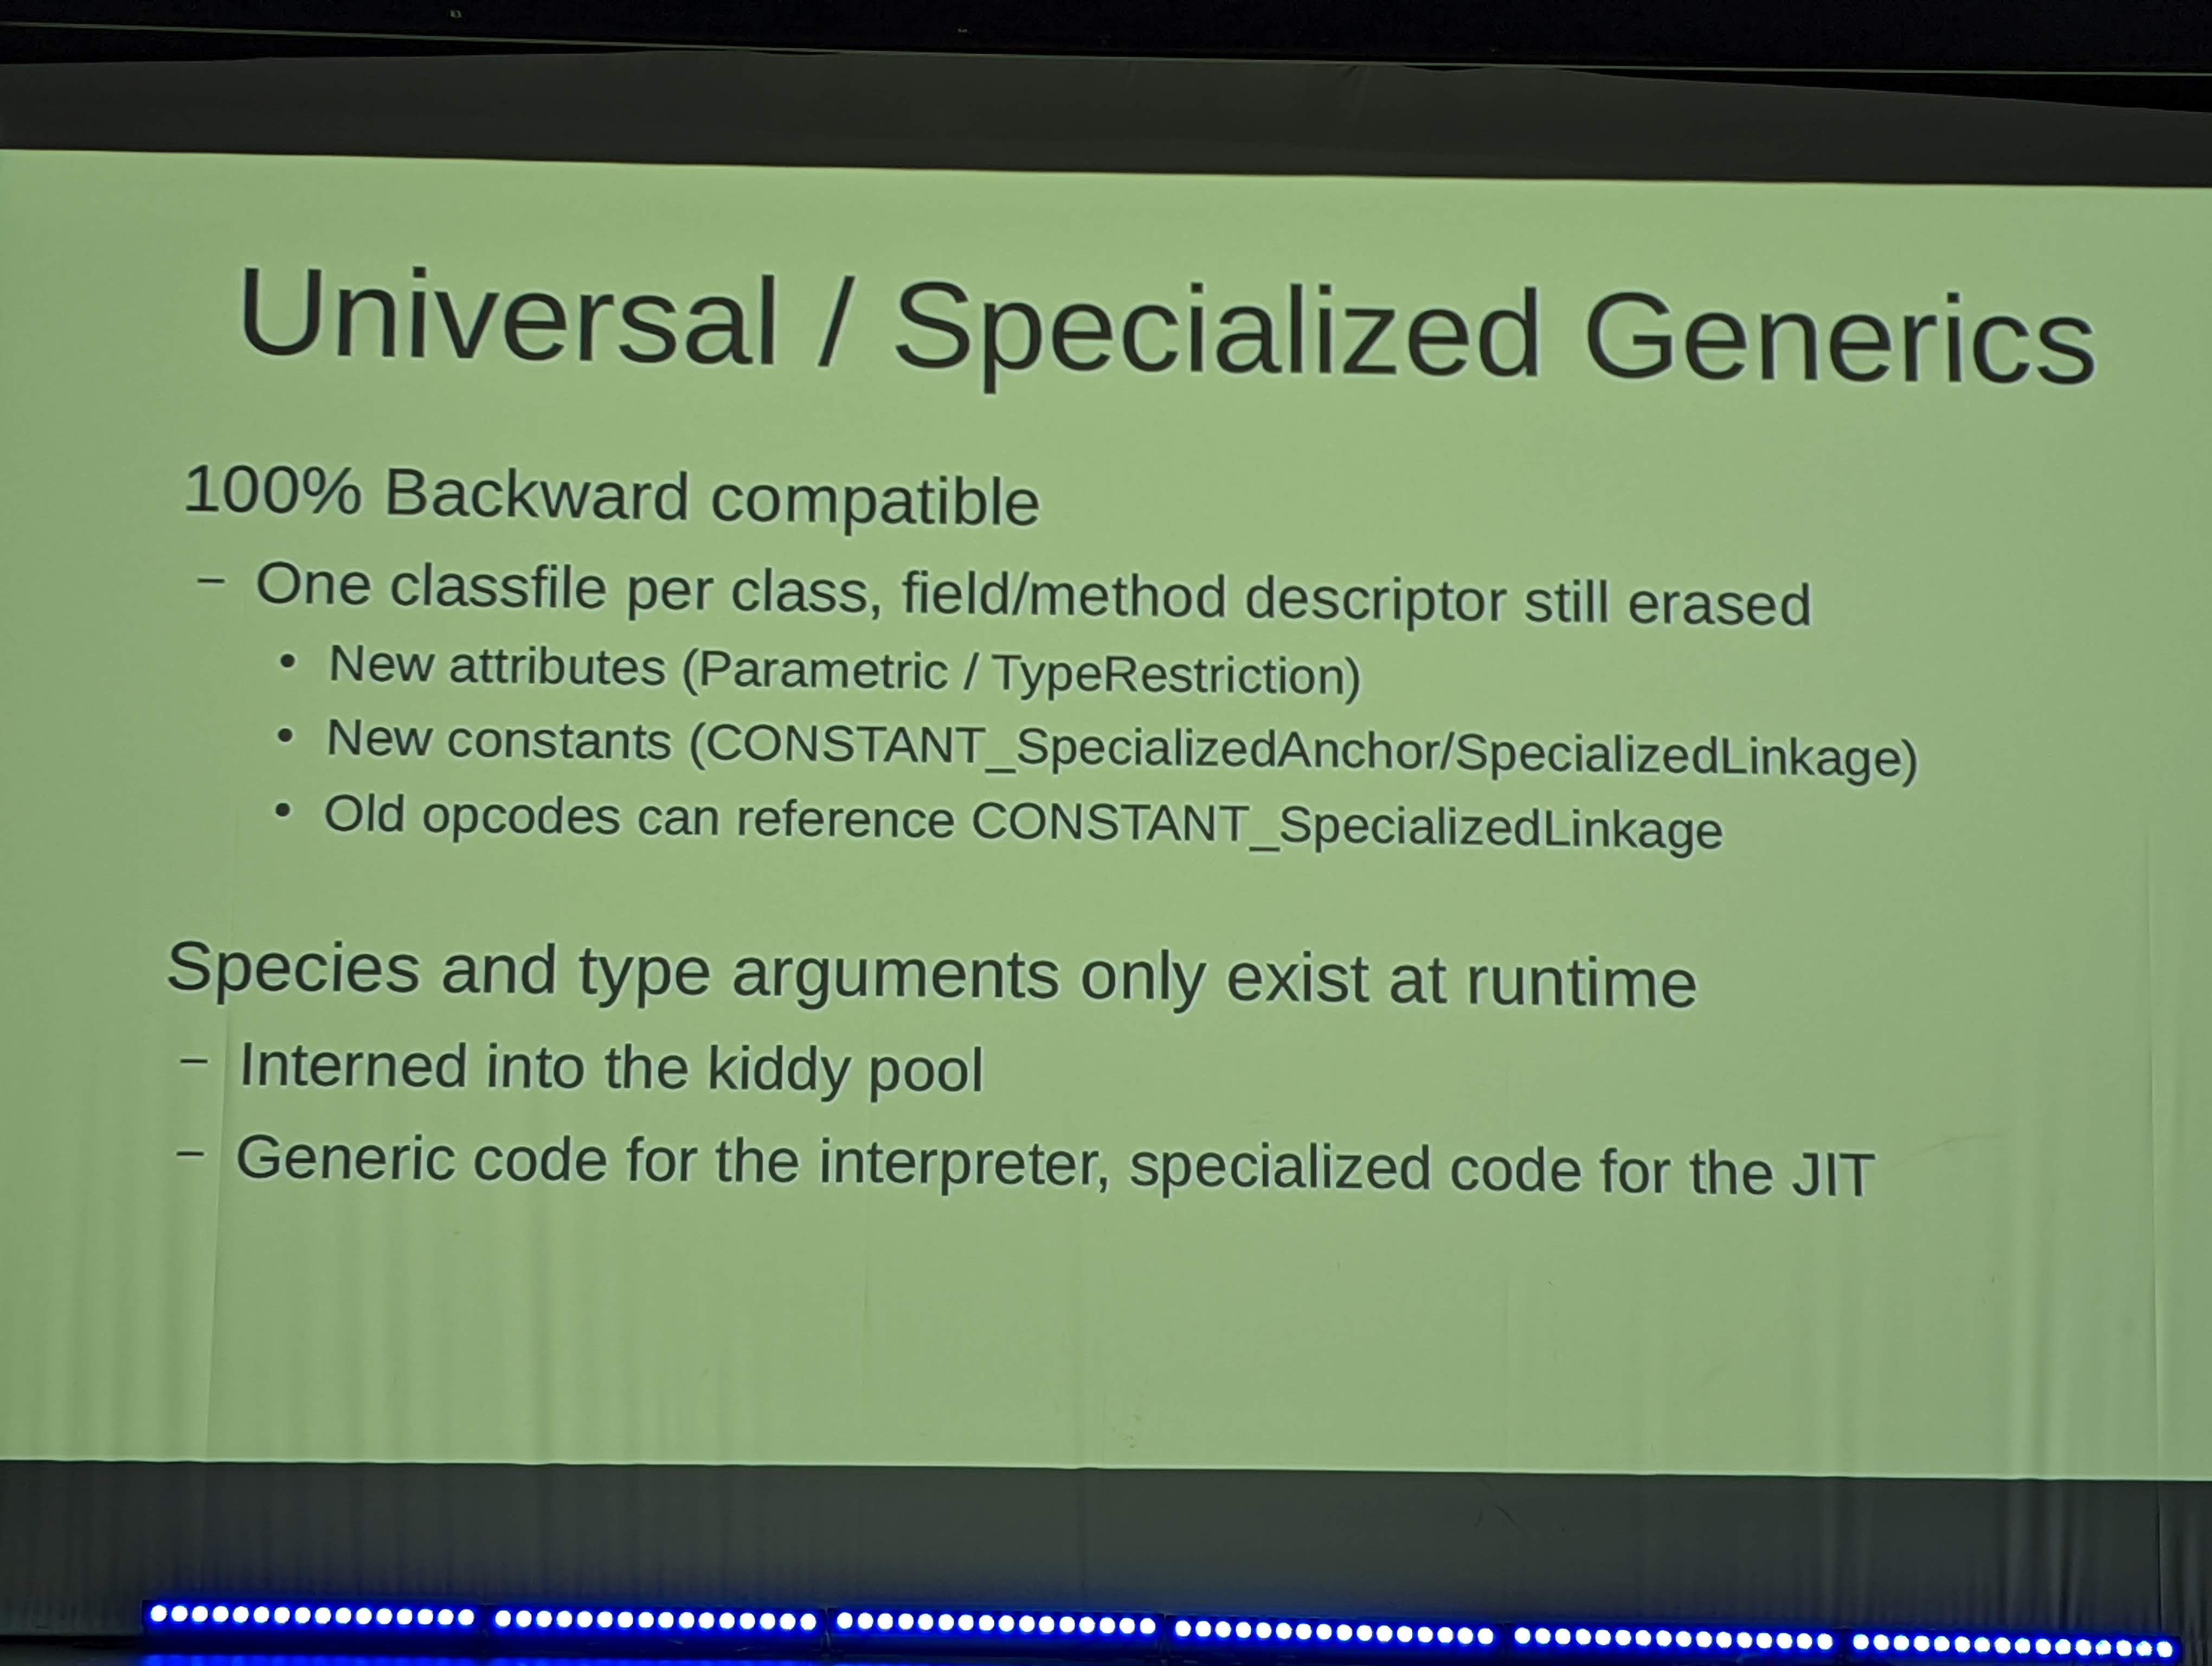 Universal / Specialized Generics
100% Backward compatible
– One classfile per class, field/method descriptor still erased
• New attributes (Parametric / TypeRestriction)
• New constants (CONSTANT_SpecializedAnchor/SpecializedLinkage)
• Old opcodes can reference CONSTANT_SpecializedLinkage
Species and type arguments only exist at runtime
– Interned into the kiddy pool
– Generic code for the interpreter, specialized code for the JIT